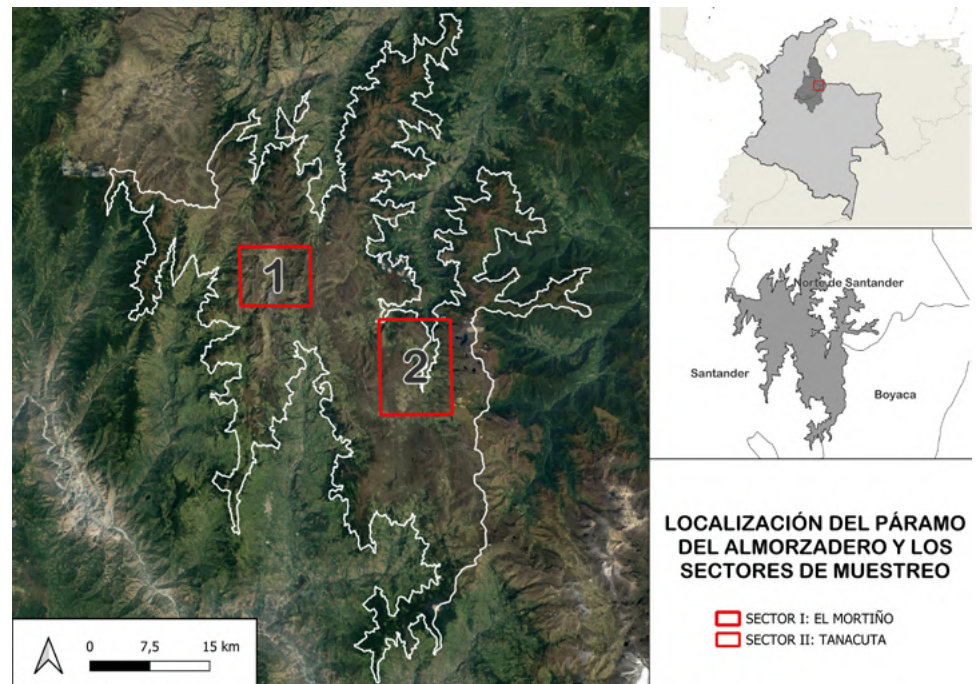 1
2
0 7,5 15 km
Norte de Santander
Santander
Boyaca
LOCALIZACIÓN DEL PÁRAMO
DEL ALMORZADERO Y LOS
SECTORES DE MUESTREO
SECTOR I: EL MORTIÑO
SECTOR II: TANACUTA